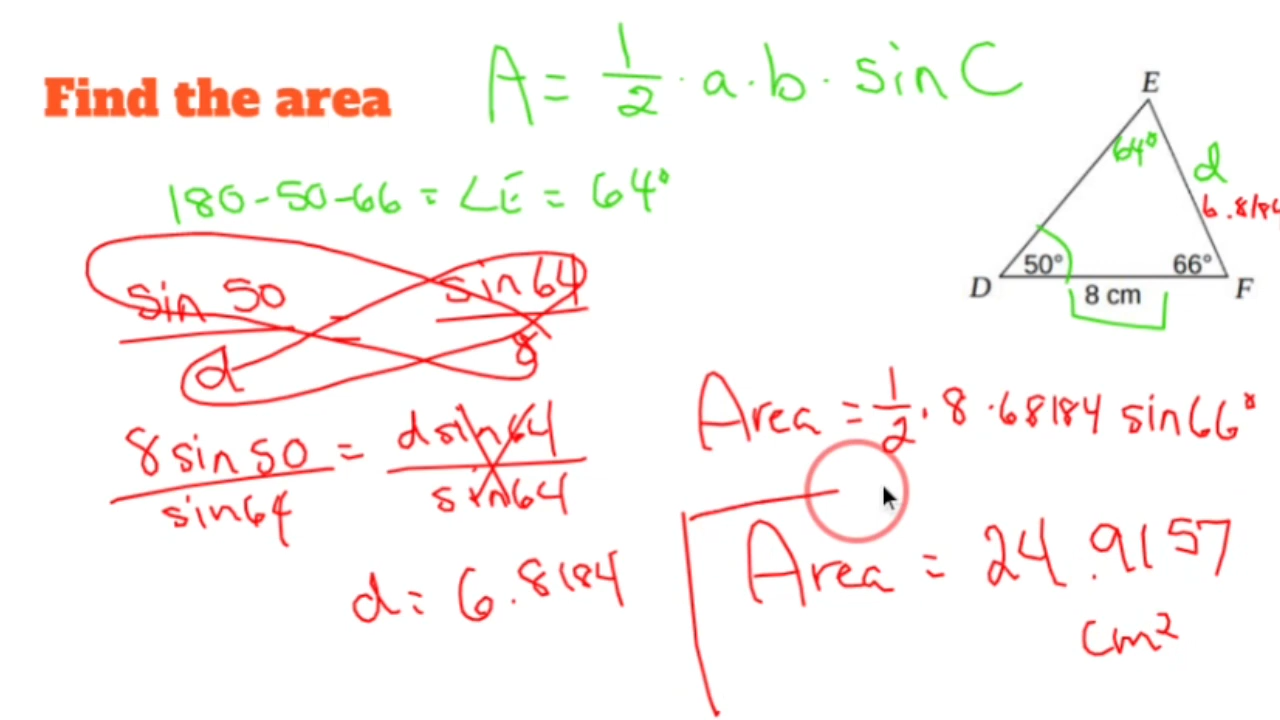 Find the area
A = 1/2 · a · b · sin C
180-50-66 = ∠E = 64°
sin 50 = sin 64
d 8
8 sin 50 = d sin 64
sin 64 sin 64
d = 6.8184
E
64°
d
6.8184
50°
66°
D
8 cm
F
Area = 1/2 · 8 · 6.8184 sin 66°
Area = 24.9157
cm²